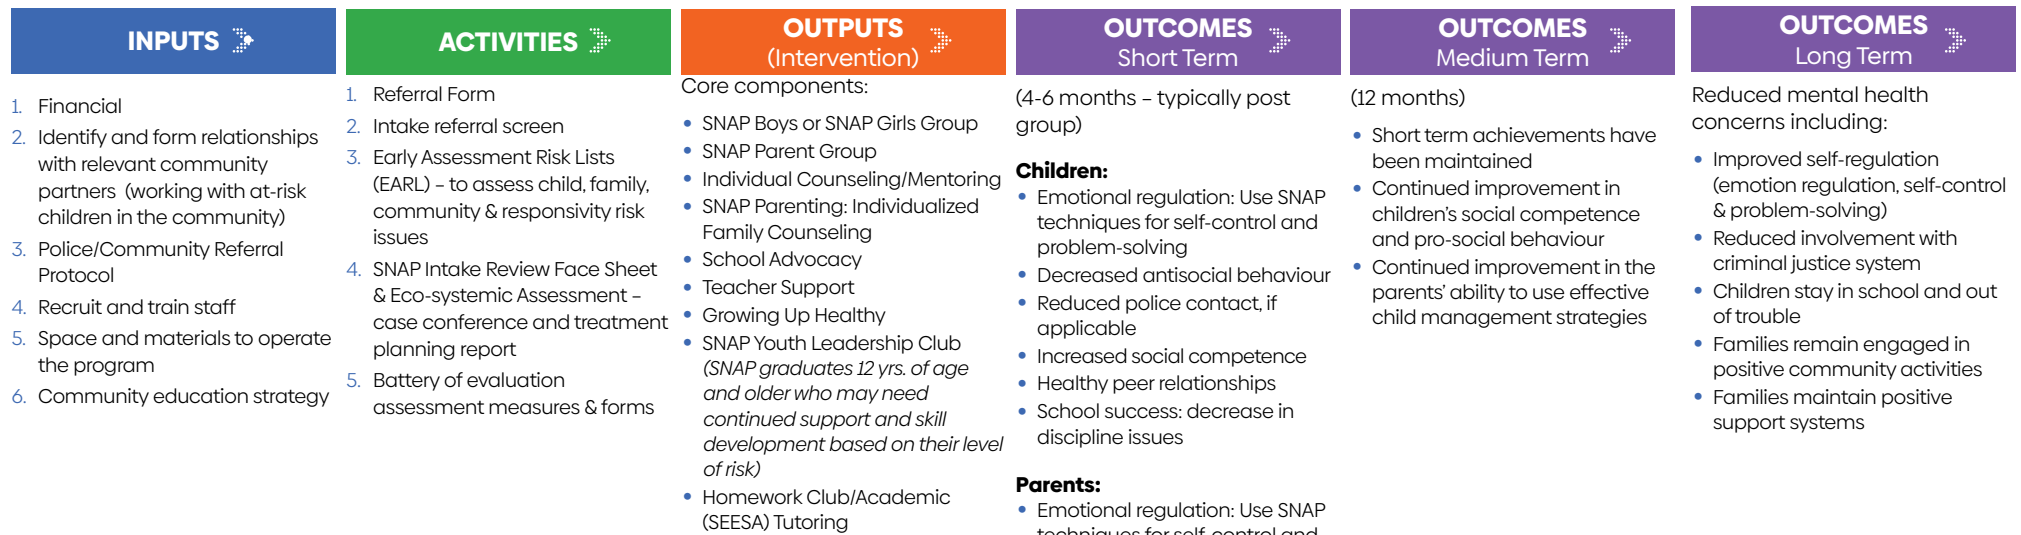 INPUTS
1. Financial
2. Identify and form relationships
with relevant community
partners (working with at-risk
children in the community)
3. Police/Community Referral
Protocol
4. Recruit and train staff
5. Space and materials to operate
the program
6. Community education strategy
ACTIVITIES
1. Referral Form
2. Intake referral screen
3. Early Assessment Risk Lists
(EARL) – to assess child, family,
community & responsivity risk
issues
4. SNAP Intake Review Face Sheet
& Eco-systemic Assessment –
case conference and treatment
planning report
5. Battery of evaluation
assessment measures & forms
OUTPUTS
(Intervention)
Core components:
• SNAP Boys or SNAP Girls Group
• SNAP Parent Group
• Individual Counseling/Mentoring
• SNAP Parenting: Individualized
Family Counseling
• School Advocacy
• Teacher Support
• Growing Up Healthy
• SNAP Youth Leadership Club
(SNAP graduates 12 yrs. of age
and older who may need
continued support and skill
development based on their level
of risk)
• Homework Club/Academic
(SEESA) Tutoring
OUTCOMES
Short Term
(4-6 months – typically post
group)
Children:
• Emotional regulation: Use SNAP
techniques for self-control and
problem-solving
• Decreased antisocial behaviour
• Reduced police contact, if
applicable
• Increased social competence
• Healthy peer relationships
• School success: decrease in
discipline issues
Parents:
• Emotional regulation: Use SNAP
techniques for self-control and
OUTCOMES
Medium Term
(12 months)
• Short term achievements have
been maintained
• Continued improvement in
children's social competence
and pro-social behaviour
• Continued improvement in the
parents' ability to use effective
child management strategies
OUTCOMES
Long Term
Reduced mental health
concerns including:
• Improved self-regulation
(emotion regulation, self-control
& problem-solving)
• Reduced involvement with
criminal justice system
• Children stay in school and out
of trouble
• Families remain engaged in
positive community activities
• Families maintain positive
support systems